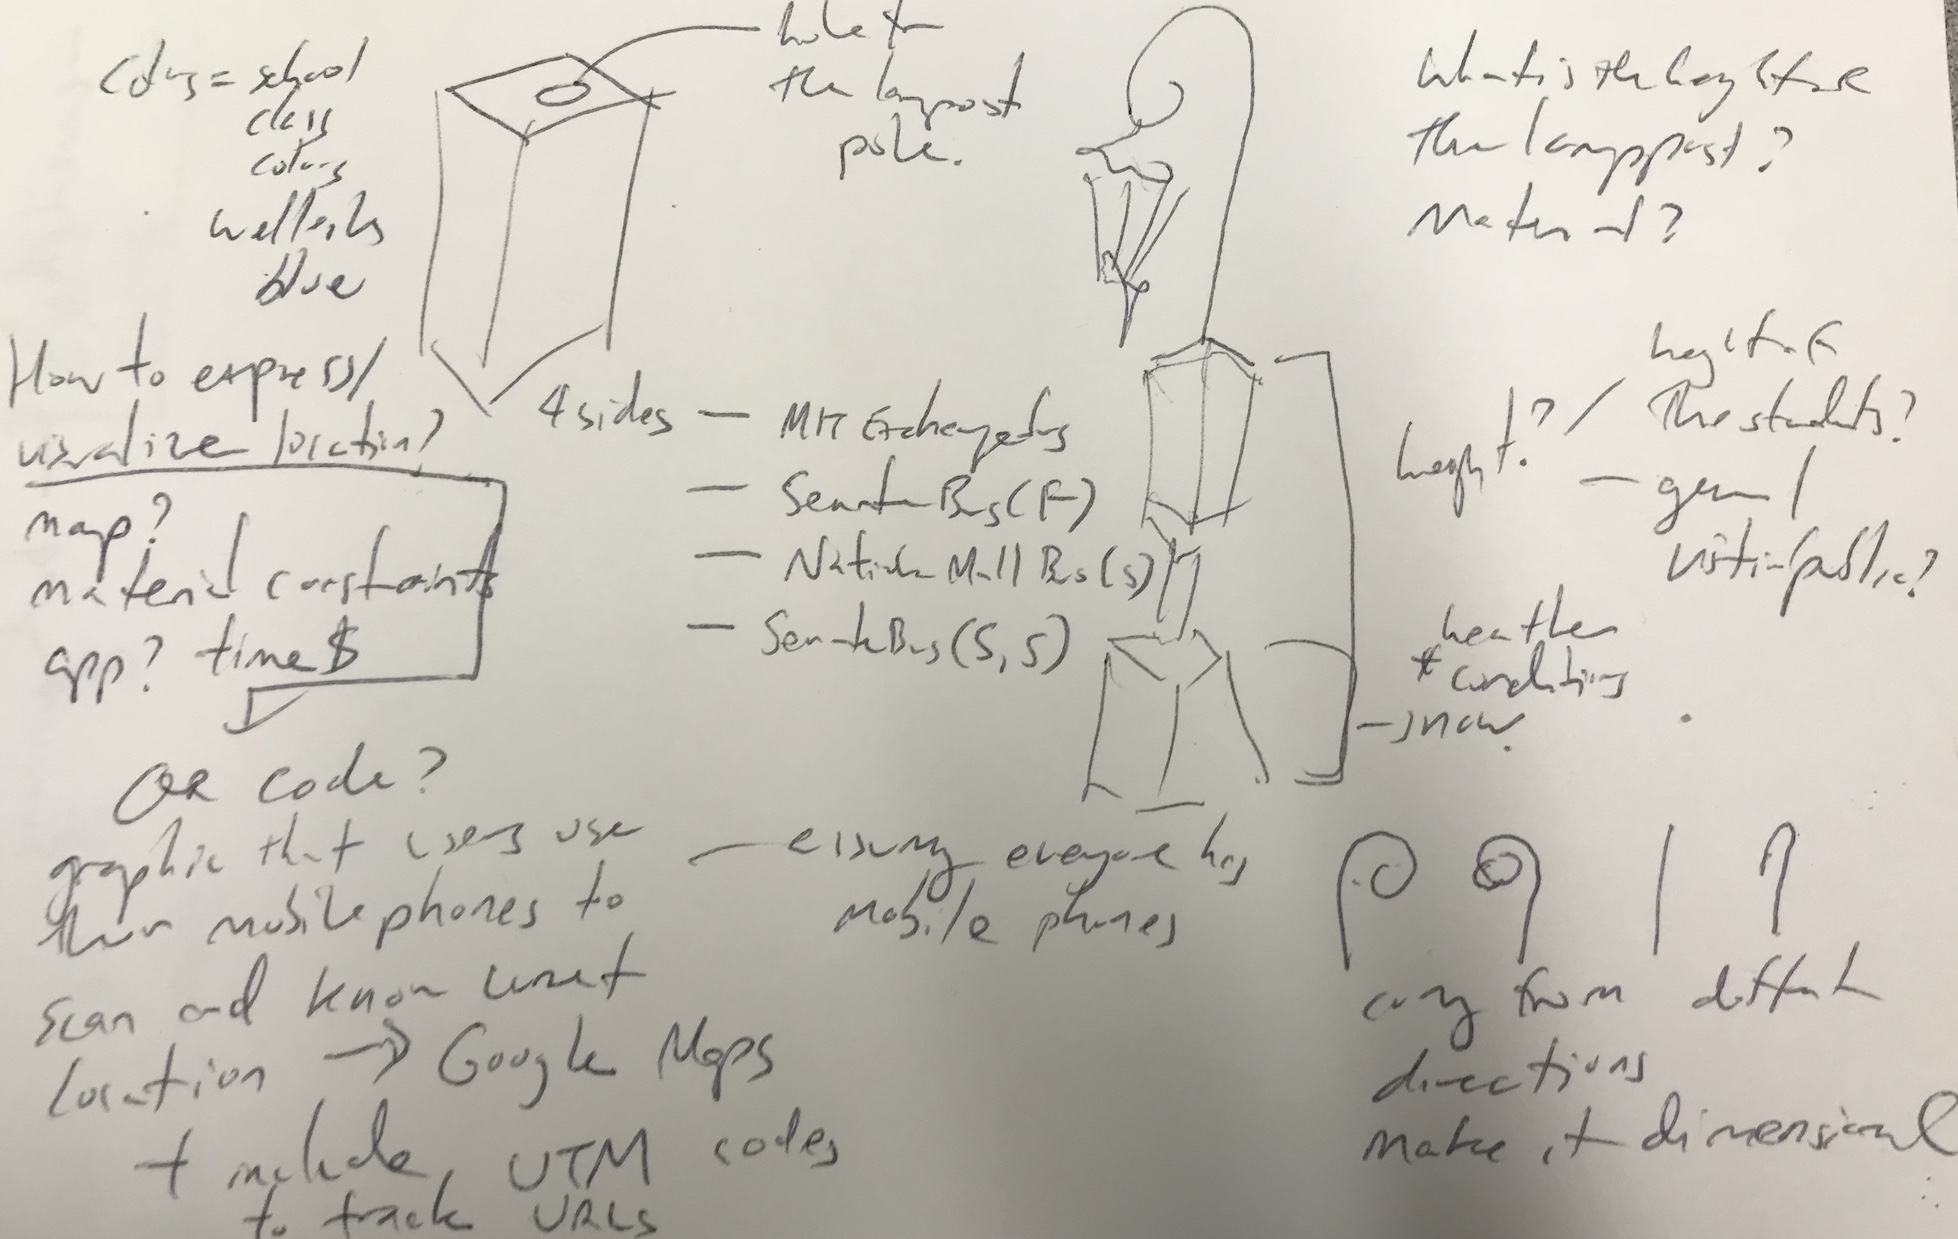 Colors = school
class
colors
wellesley
blue
hole for
the lamppost
pole.
What is the height of
the lamppost?
Material?
How to express/
visualize location?
map?
material constraints
app? time $
QR code?
graphic that users use
their mobile phones to
scan and know what
location → Google Maps
+ include UTM codes
to track URLs
4 sides — MIT Exchange Bus
— Senate Bus (F)
— Natick Mall Bus (S)
— Senate Bus (S, S)
— assuming everyone has
mobile phones
height? / height of
the students?
— general
visiting public?
* weather
conditions
— snow.
coming from different
directions
make it dimensional